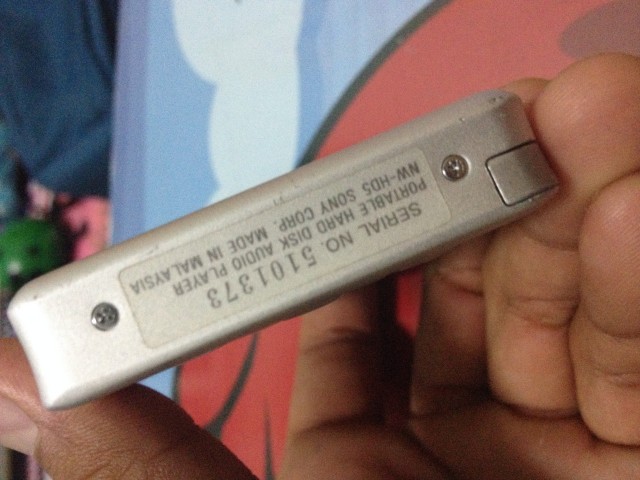 SERIAL NO. 5101373
PORTABLE HARD DISK AUDIO PLAYER
NW-HD5 SONY CORP. MADE IN MALAYSIA